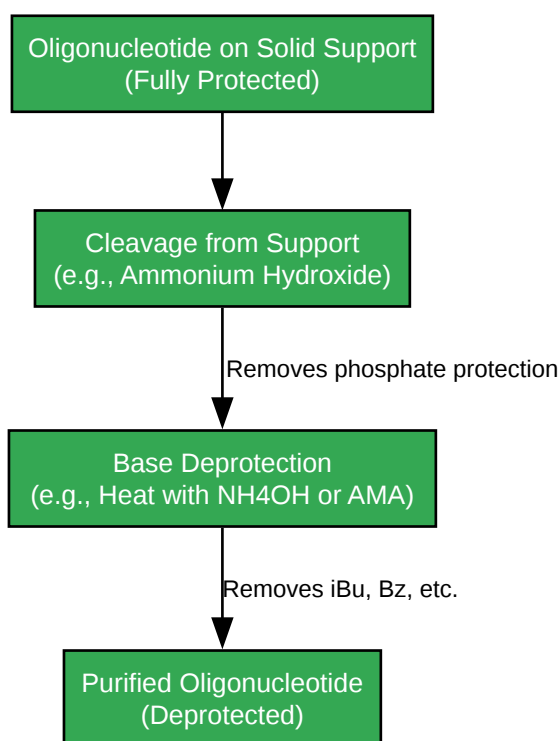 Oligonucleotide on Solid Support
(Fully Protected)
Cleavage from Support
(e.g., Ammonium Hydroxide)
Removes phosphate protection
Base Deprotection
(e.g., Heat with NH4OH or AMA)
Removes iBu, Bz, etc.
Purified Oligonucleotide
(Deprotected)